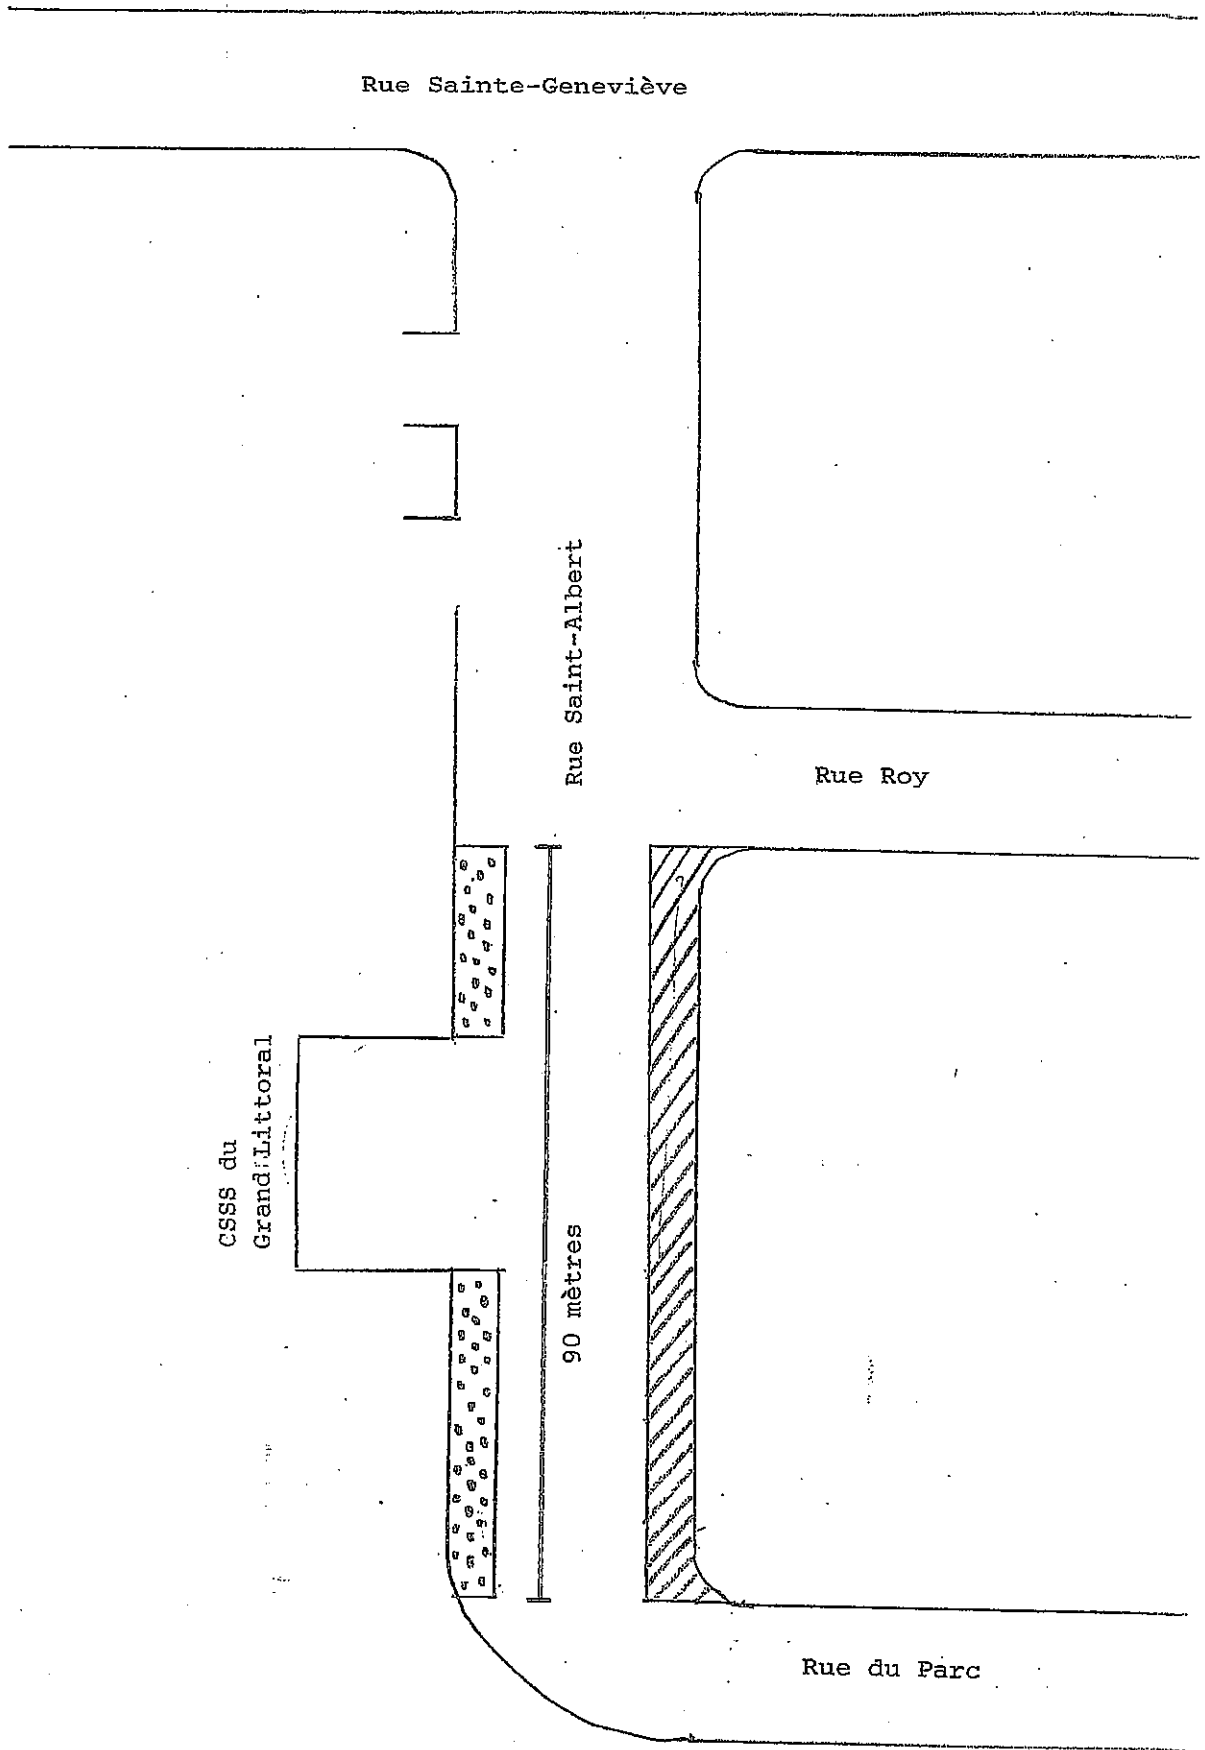 Rue Sainte-Geneviève
Rue Saint-Albert
Rue Roy
CSSS du
Grand Littoral
90 mètres
Rue du Parc